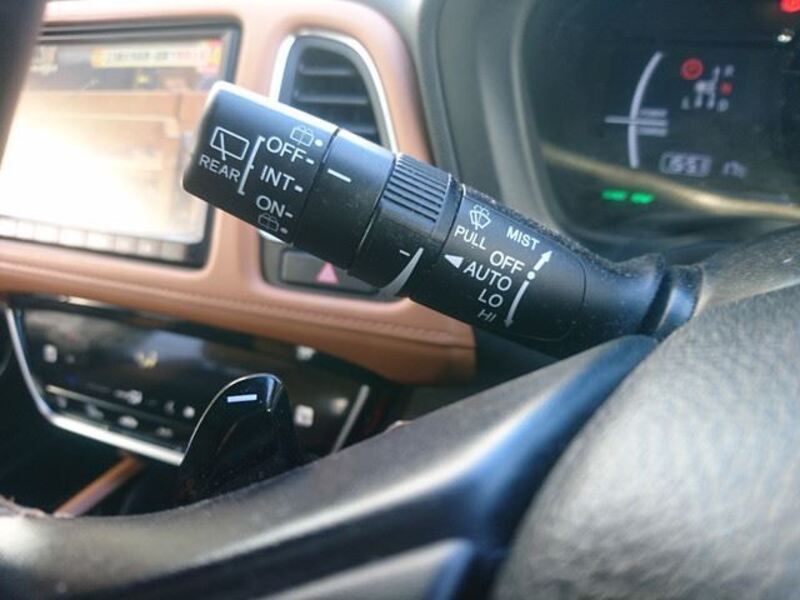 REAR
OFF
INT
ON
PULL
MIST
OFF
AUTO
LO
HI